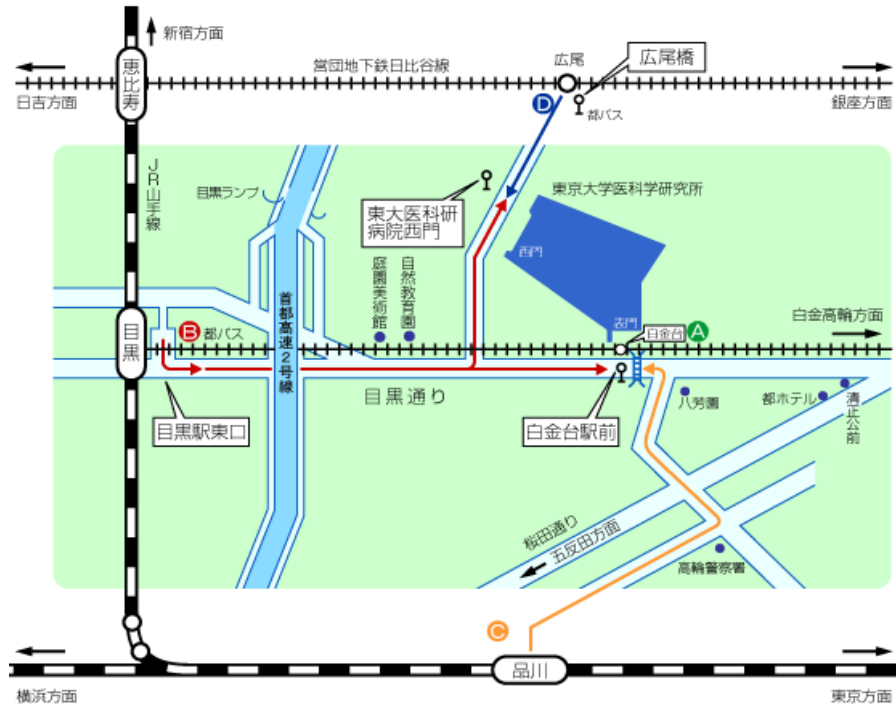 新宿方面
恵比寿
営団地下鉄日比谷線
広尾
広尾橋
日吉方面
D
都バス
銀座方面
JR山手線
目黒ランプ
東大医科研
病院西門
東京大学医科学研究所
西門
庭園美術館
自然教育園
首都高速2号線
正門
白金台
A
白金高輪方面
目黒
B
都バス
目黒通り
目黒駅東口
白金台駅前
八芳園
都ホテル
清正公前
桜田通り
五反田方面
高輪警察署
C
品川
横浜方面
東京方面